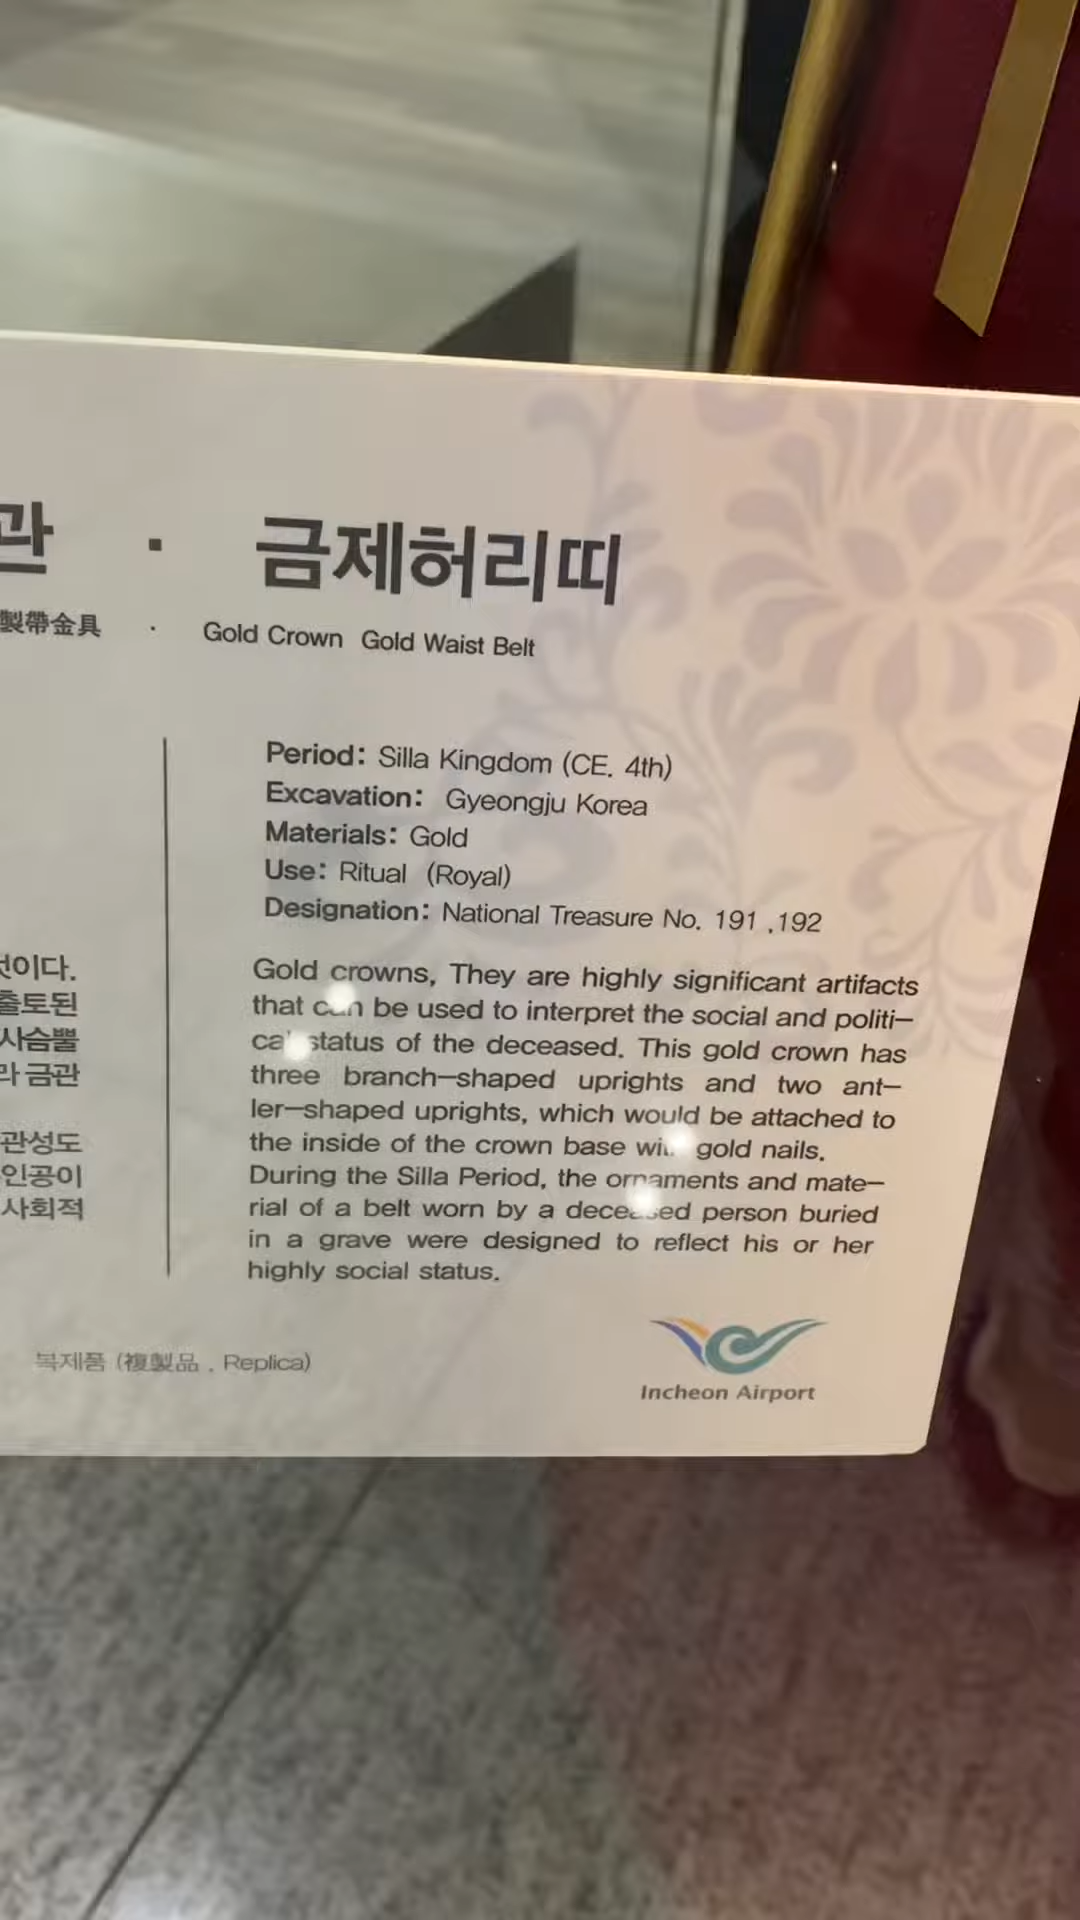 관 · 금제허리띠
製帶金具 · Gold Crown Gold Waist Belt
Period: Silla Kingdom (CE. 4th)
Excavation: Gyeongju Korea
Materials: Gold
Use: Ritual (Royal)
Designation: National Treasure No. 191 ,192
것이다.
출토된
사슴뿔
라 금관
관성도
인공이
사회적
Gold crowns, They are highly significant artifacts
that can be used to interpret the social and politi-
cal status of the deceased. This gold crown has
three branch-shaped uprights and two ant-
ler-shaped uprights, which would be attached to
the inside of the crown base with gold nails.
During the Silla Period, the ornaments and mate-
rial of a belt worn by a deceased person buried
in a grave were designed to reflect his or her
highly social status.
복제품 (複製品 . Replica)
Incheon Airport